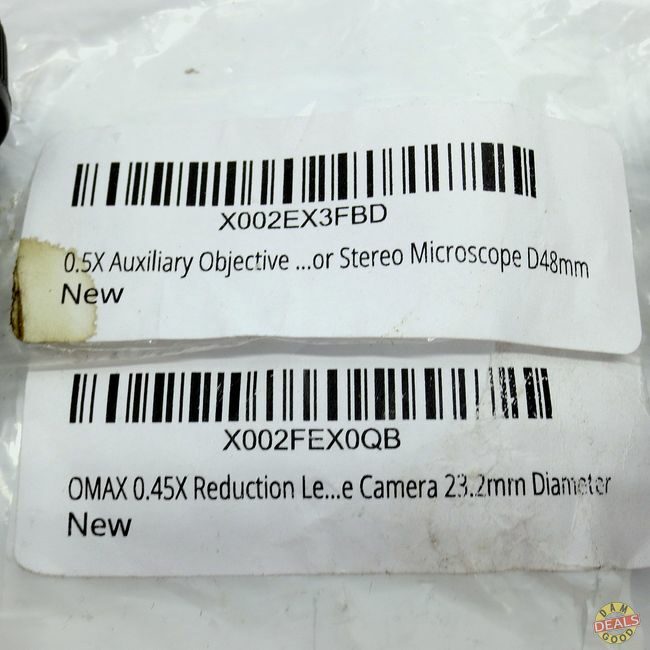 X002EX3FBD
0.5X Auxiliary Objective ...or Stereo Microscope D48mm
New
X002FEX0QB
OMAX 0.45X Reduction Le...e Camera 23.2mm Diameter
New
DAM
DEALS
GOOD